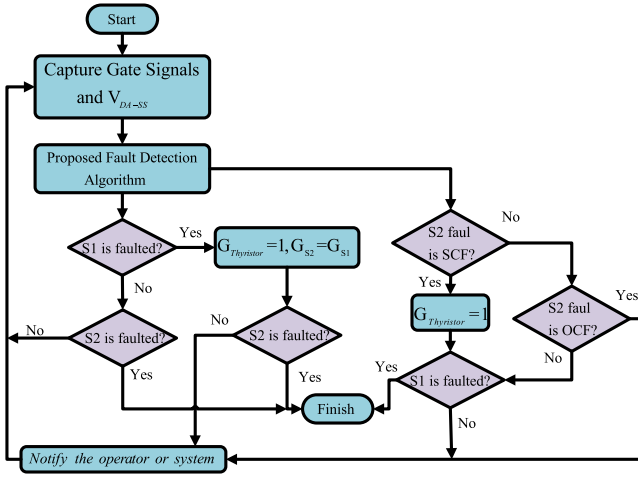 Start
Capture Gate Signals
and V_DA-SS
Proposed Fault Detection
Algorithm
S1 is faulted?
Yes
G_Thyristor =1, G_S2=G_S1
No
S2 is faulted?
No
Yes
S2 is faulted?
No
Yes
S2 faul
is SCF?
No
Yes
G_Thyristor =1
S2 faul
is OCF?
Yes
No
S1 is faulted?
Yes
No
Finish
Notify the operator or system